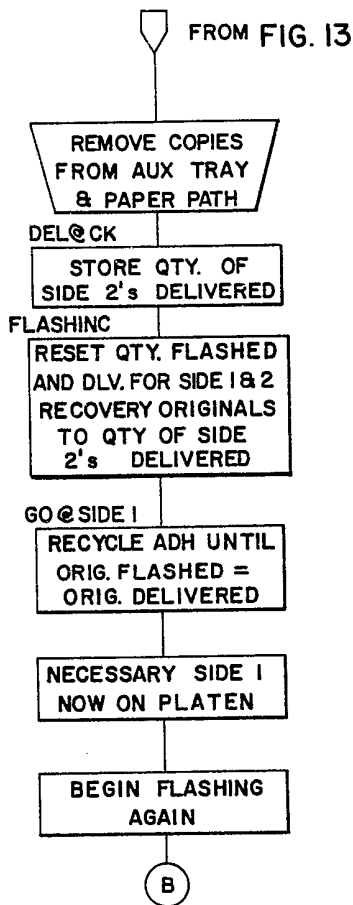 FROM FIG. 13
REMOVE COPIES
FROM AUX TRAY
& PAPER PATH
DEL@CK
STORE QTY. OF
SIDE 2's DELIVERED
FLASHINC
RESET QTY. FLASHED
AND DLV. FOR SIDE 1 & 2
RECOVERY ORIGINALS
TO QTY OF SIDE
2's DELIVERED
GO@SIDE 1
RECYCLE ADH UNTIL
ORIG. FLASHED =
ORIG. DELIVERED
NECESSARY SIDE 1
NOW ON PLATEN
BEGIN FLASHING
AGAIN
B